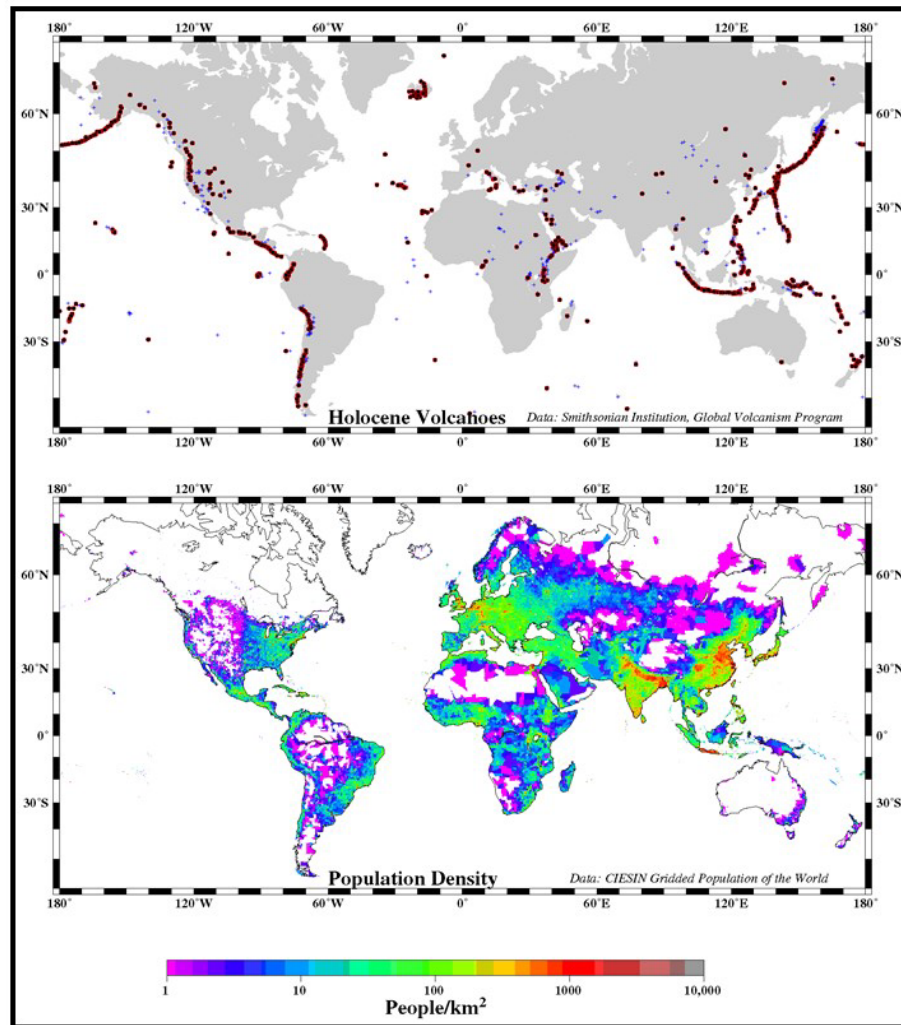 180° 120°W 60°W 0° 60°E 120°E 180°
60°N 60°N
30°N 30°N
0° 0°
30°S 30°S
Holocene Volcanoes Data: Smithsonian Institution, Global Volcanism Program
180° 120°W 60°W 0° 60°E 120°E 180°
180° 120°W 60°W 0° 60°E 120°E 180°
60°N 60°N
30°N 30°N
0° 0°
30°S 30°S
Population Density Data: CIESIN Gridded Population of the World
180° 120°W 60°W 0° 60°E 120°E 180°
1 10 100 1000 10,000
People/km²